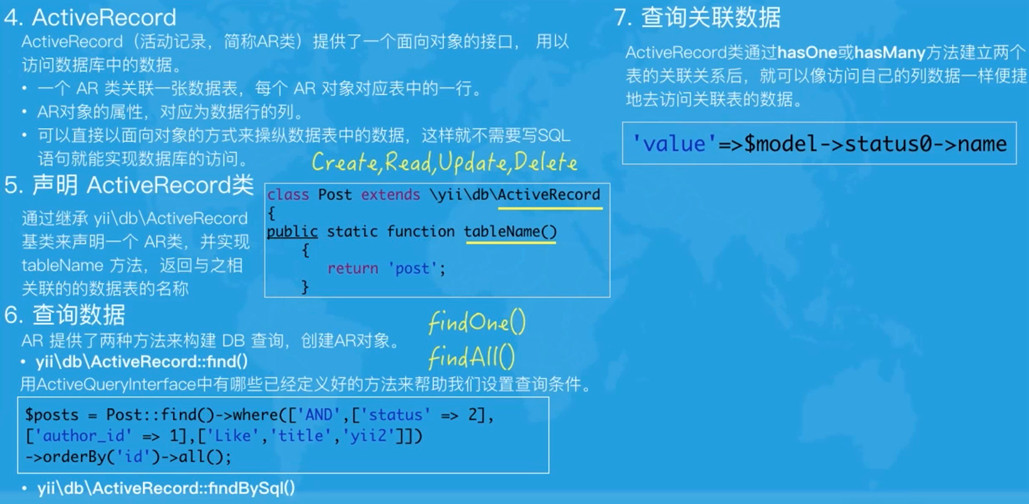 4. ActiveRecord
ActiveRecord（活动记录，简称AR类）提供了一个面向对象的接口， 用以
访问数据库中的数据。
• 一个 AR 类关联一张数据表，每个 AR 对象对应表中的一行。
• AR对象的属性，对应为数据行的列。
• 可以直接以面向对象的方式来操纵数据表中的数据，这样就不需要写SQL
语句就能实现数据库的访问。
Create,Read,Update,Delete
5. 声明 ActiveRecord类
通过继承 yii\db\ActiveRecord
基类来声明一个 AR类，并实现
tableName 方法，返回与之相
关联的的数据表的名称
class Post extends \yii\db\ActiveRecord
{
public static function tableName()
{
return 'post';
}
6. 查询数据
AR 提供了两种方法来构建 DB 查询，创建AR对象。
• yii\db\ActiveRecord::find()
findOne()
findAll()
用ActiveQueryInterface中有哪些已经定义好的方法来帮助我们设置查询条件。
$posts = Post::find()->where(['AND',['status' => 2],
['author_id' => 1],['Like','title','yii2']])
->orderBy('id')->all();
• yii\db\ActiveRecord::findBySql()
7. 查询关联数据
ActiveRecord类通过hasOne或hasMany方法建立两个
表的关联关系后，就可以像访问自己的列数据一样便捷
地去访问关联表的数据。
'value'=>$model->status0->name